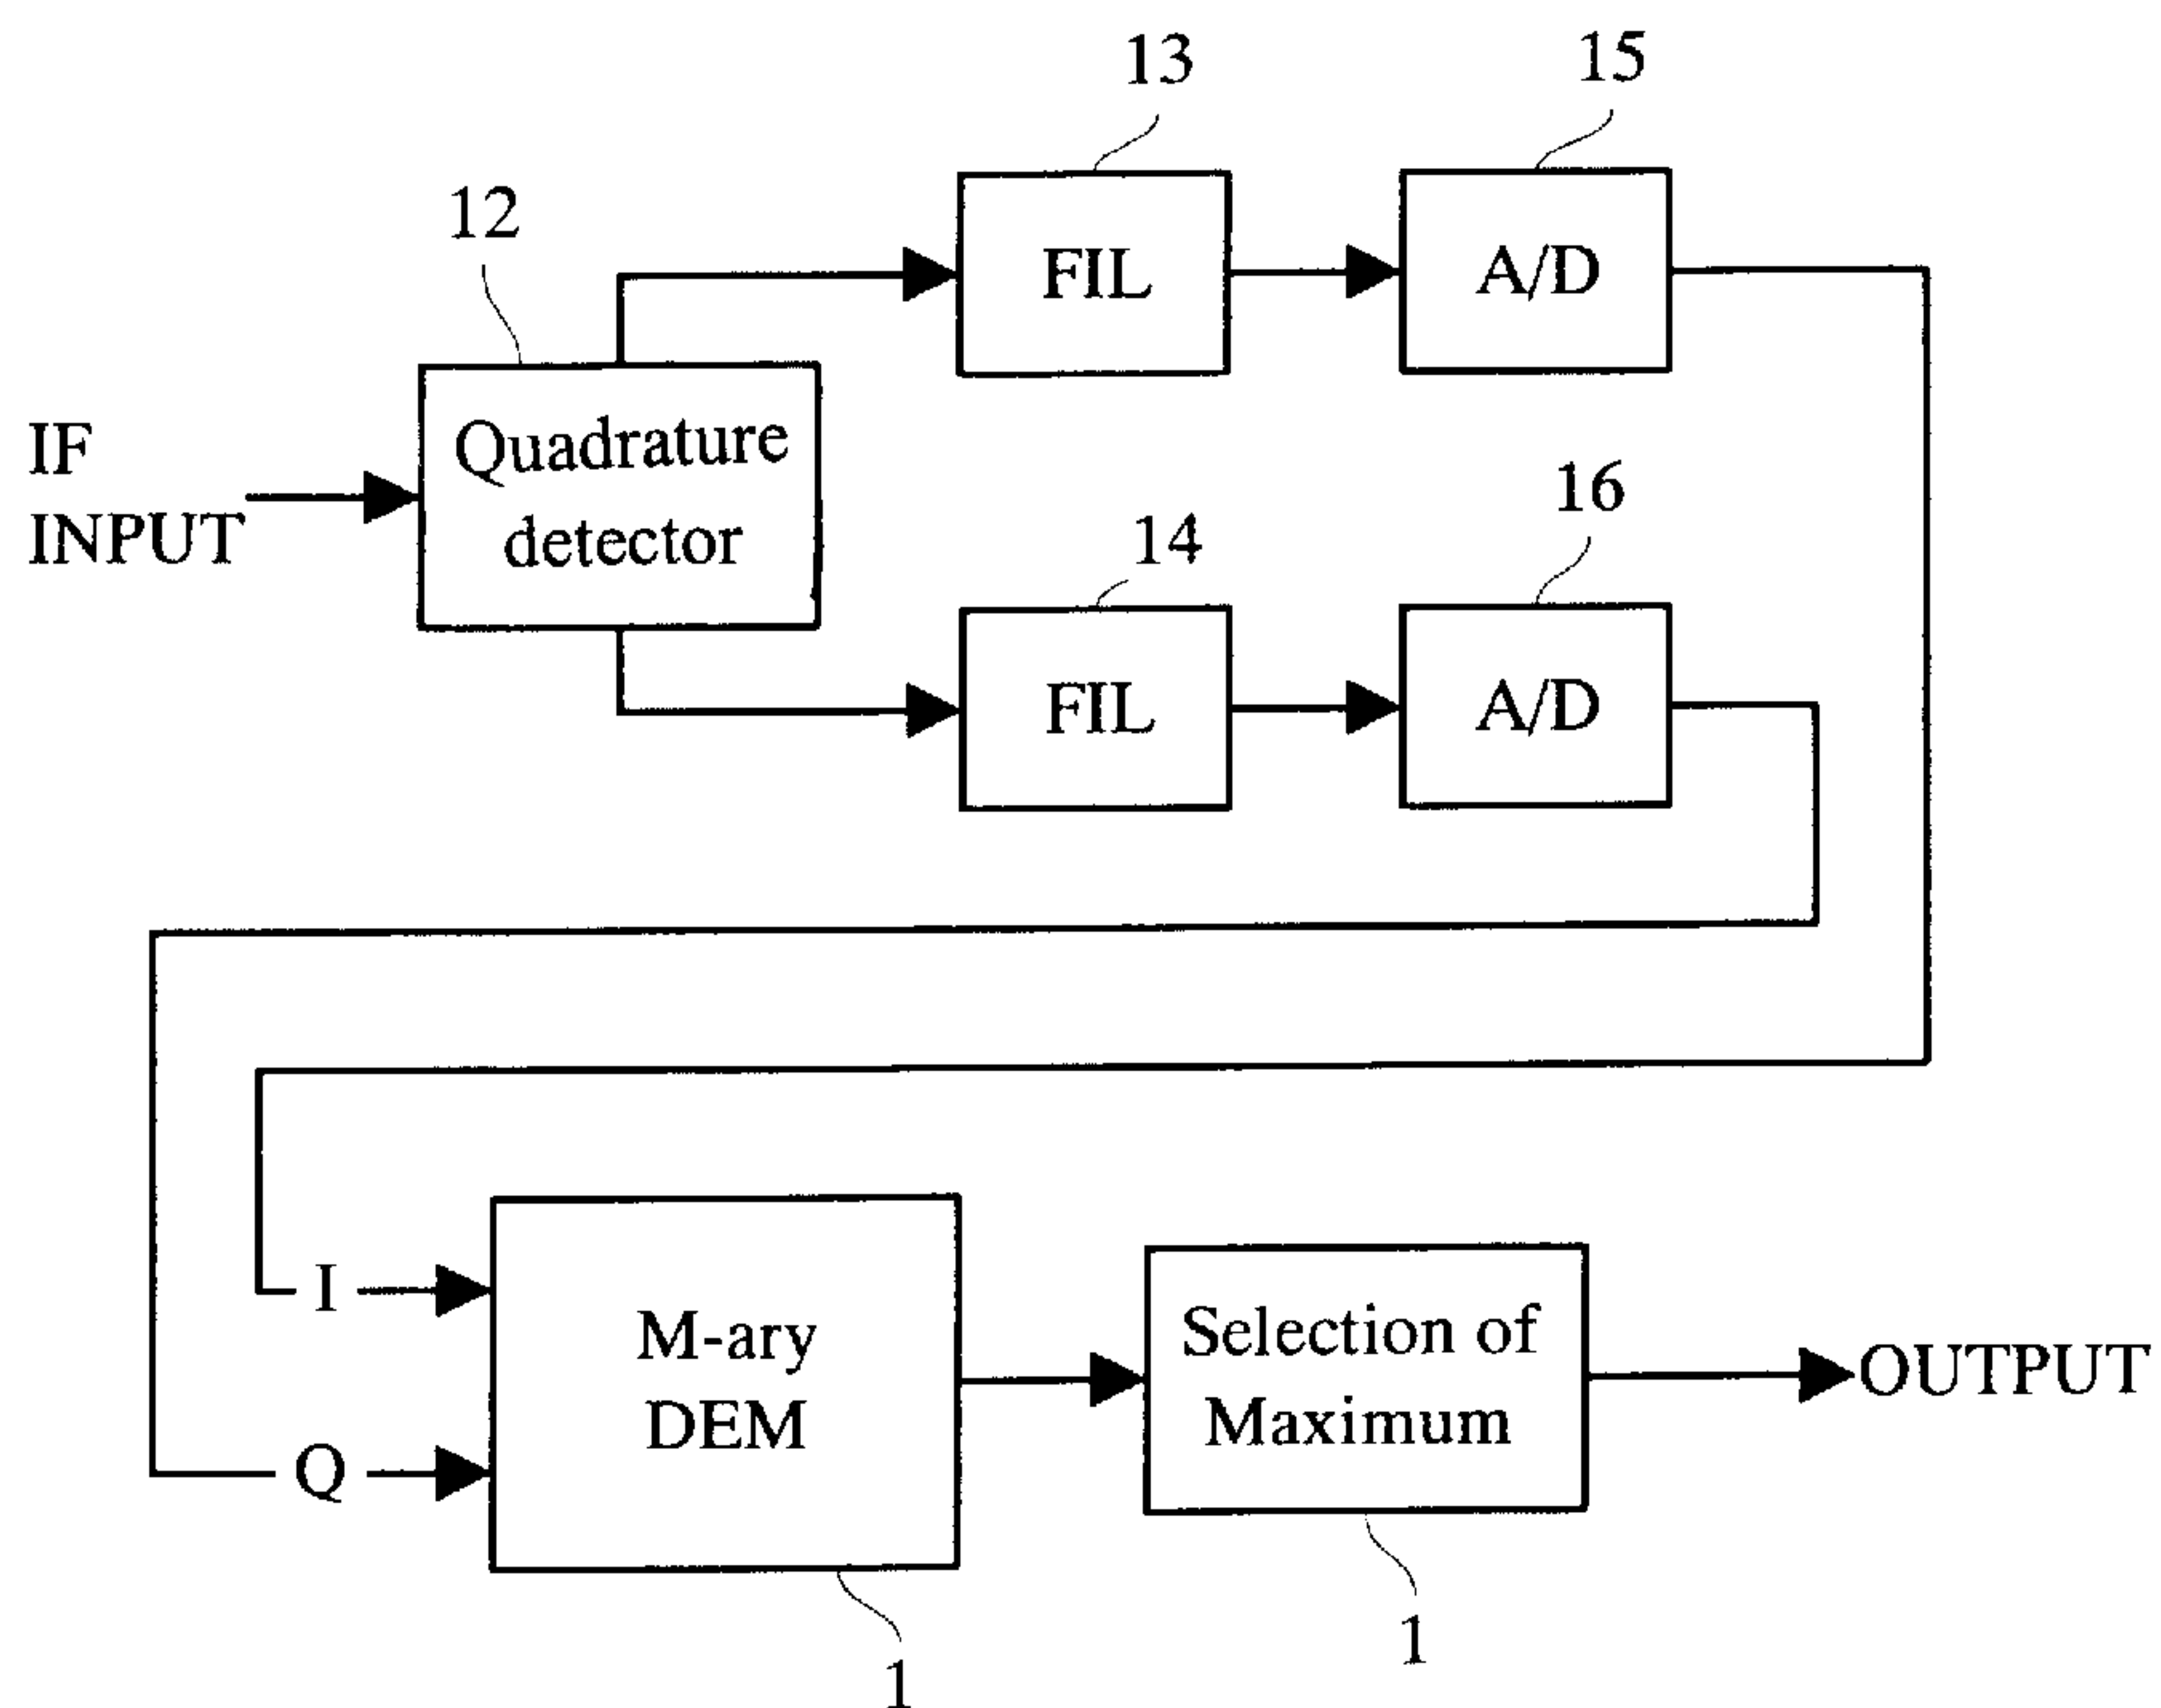 13
15
12
FIL
A/D
IF
INPUT
Quadrature
detector
14
16
FIL
A/D
I
Q
M-ary
DEM
Selection of
Maximum
OUTPUT
1
1